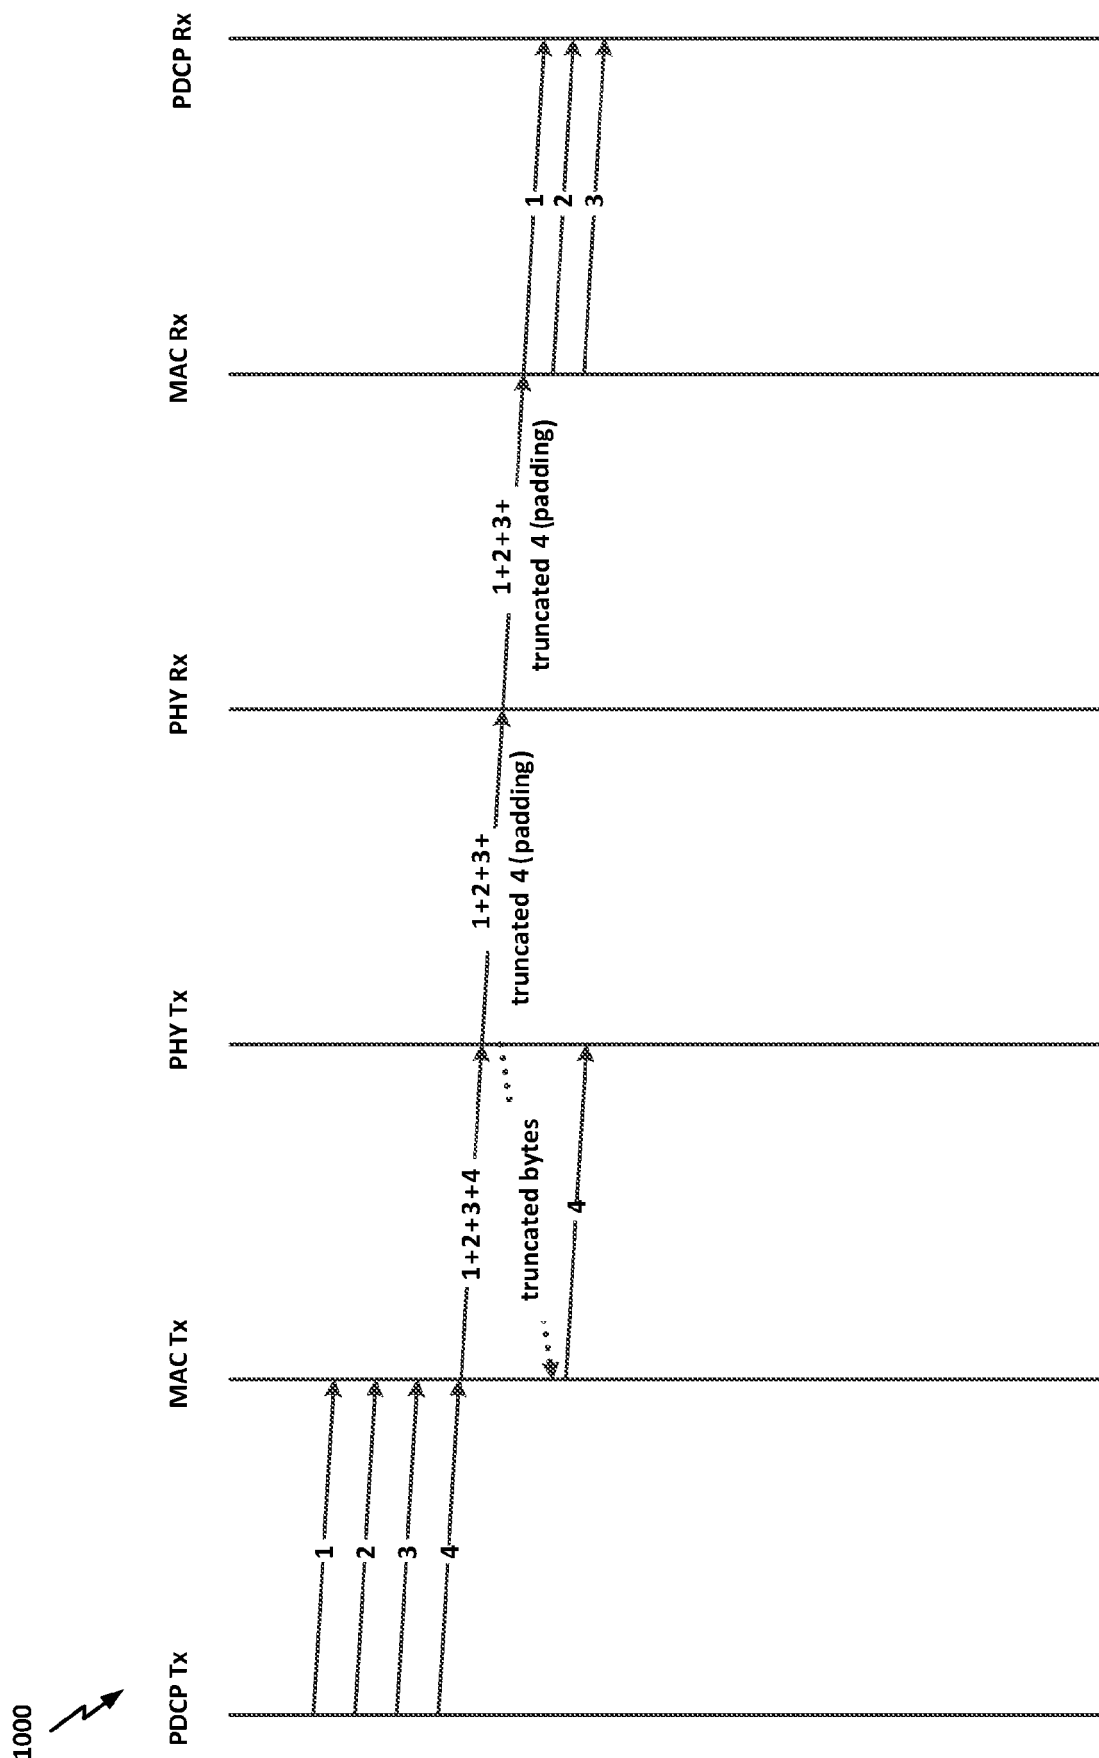 1000
PDCP Tx
MAC Tx
PHY Tx
PHY Rx
MAC Rx
PDCP Rx
1
2
3
4
1+2+3+4
truncated bytes
4
1+2+3+
truncated 4 (padding)
1+2+3+
truncated 4 (padding)
1
2
3